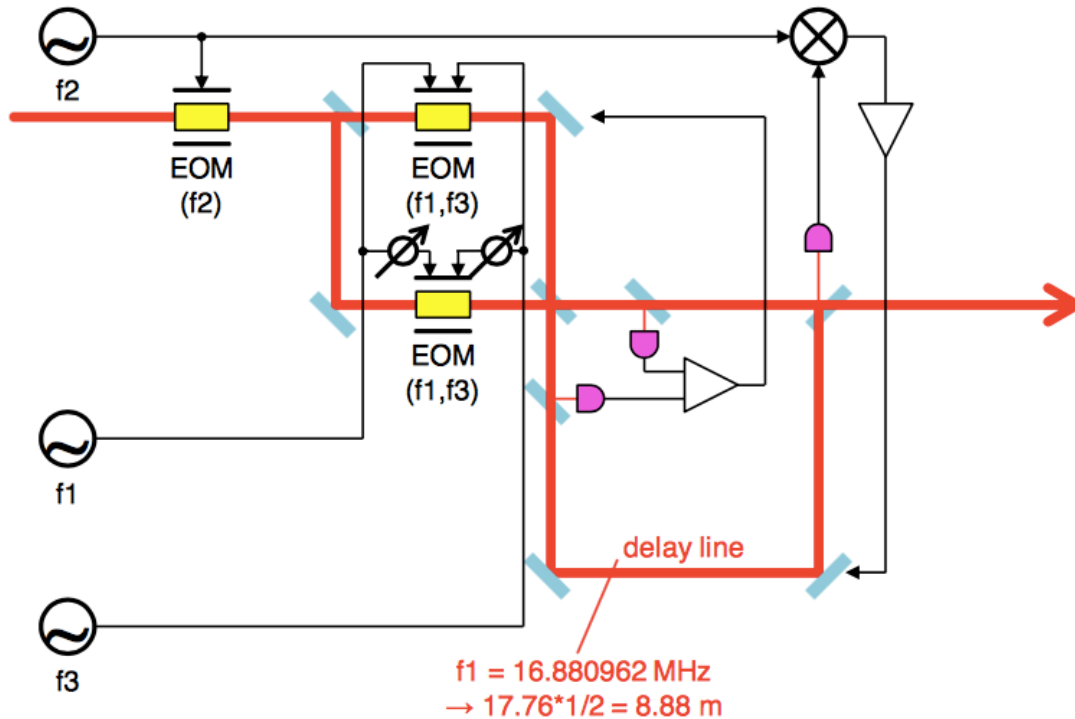 f2
EOM
(f2)
EOM
(f1,f3)
EOM
(f1,f3)
f1
delay line
f3
f1 = 16.880962 MHz
→ 17.76*1/2 = 8.88 m